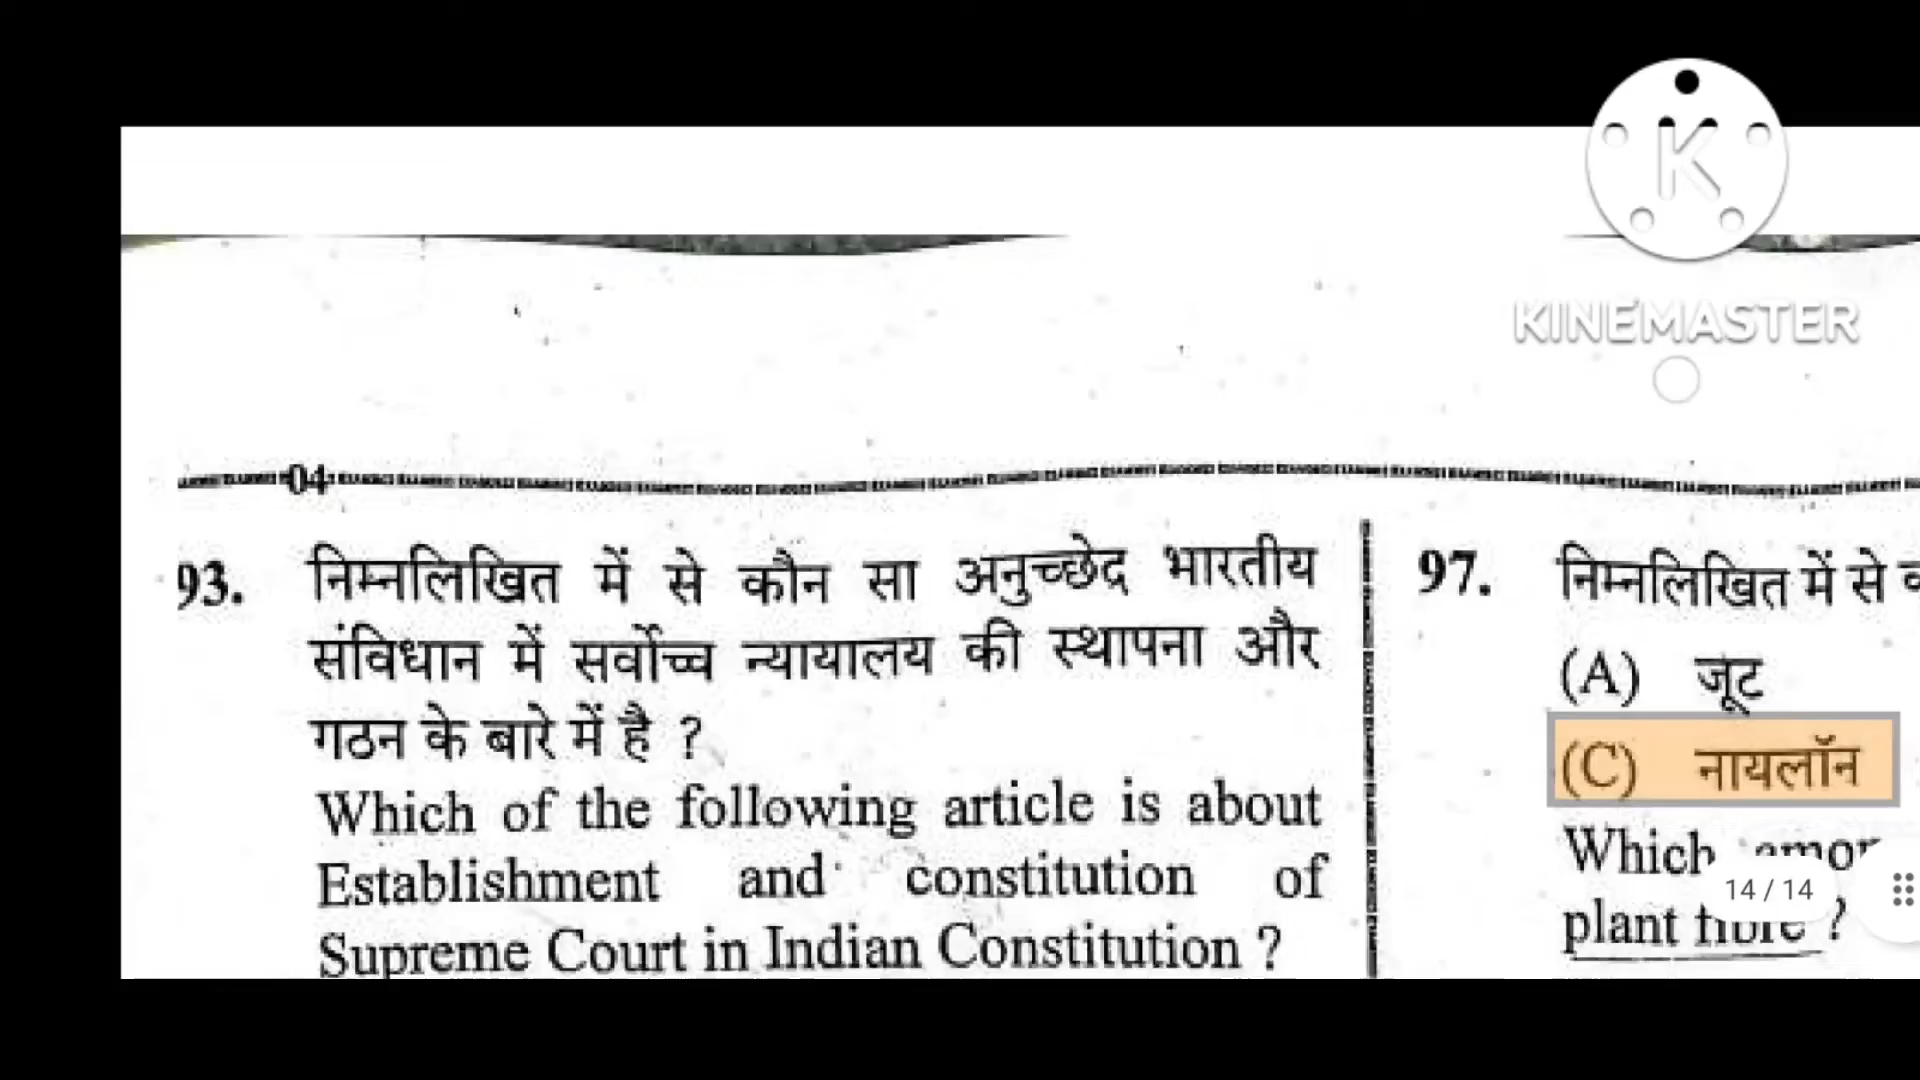 K
KINEMASTER
04
93. निम्नलिखित में से कौन सा अनुच्छेद भारतीय
संविधान में सर्वोच्च न्यायालय की स्थापना और
गठन के बारे में है ?
Which of the following article is about
Establishment and constitution of
Supreme Court in Indian Constitution ?
97. निम्नलिखित में से
(A) जूट
(C) नायलॉन
Which
plant ?
14 / 14